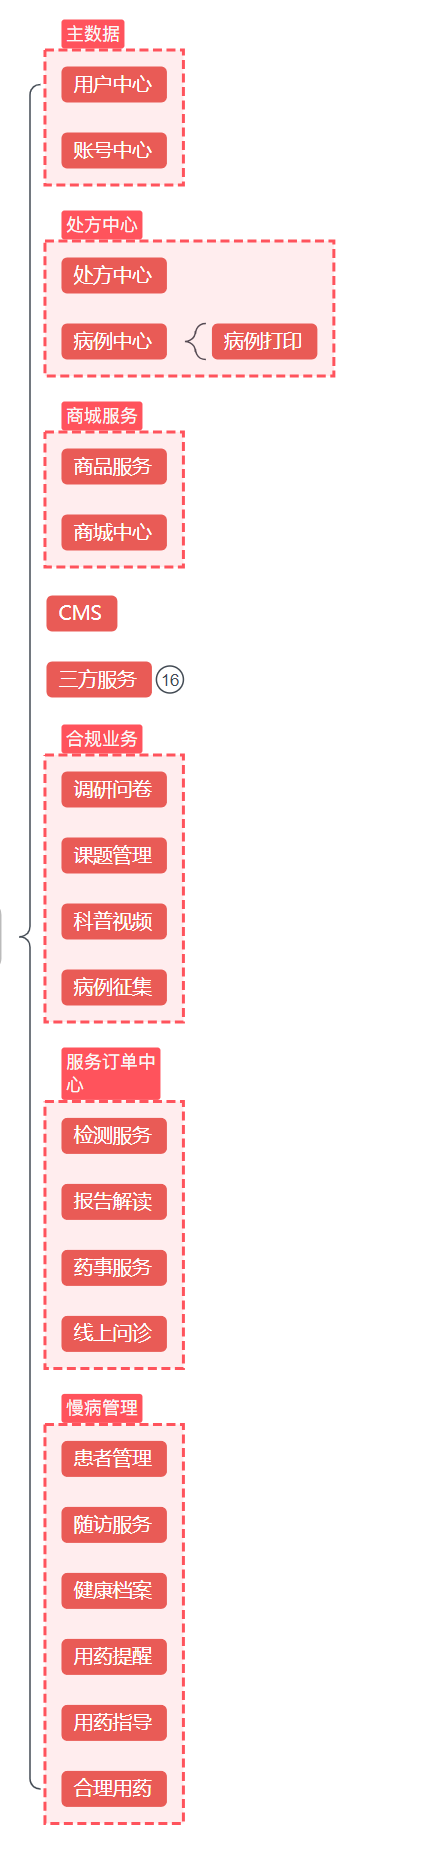 主数据
用户中心
账号中心
处方中心
处方中心
病例中心
病例打印
商城服务
商品服务
商城中心
CMS
三方服务 16
合规业务
调研问卷
课题管理
科普视频
病例征集
服务订单中
心
检测服务
报告解读
药事服务
线上问诊
慢病管理
患者管理
随访服务
健康档案
用药提醒
用药指导
合理用药